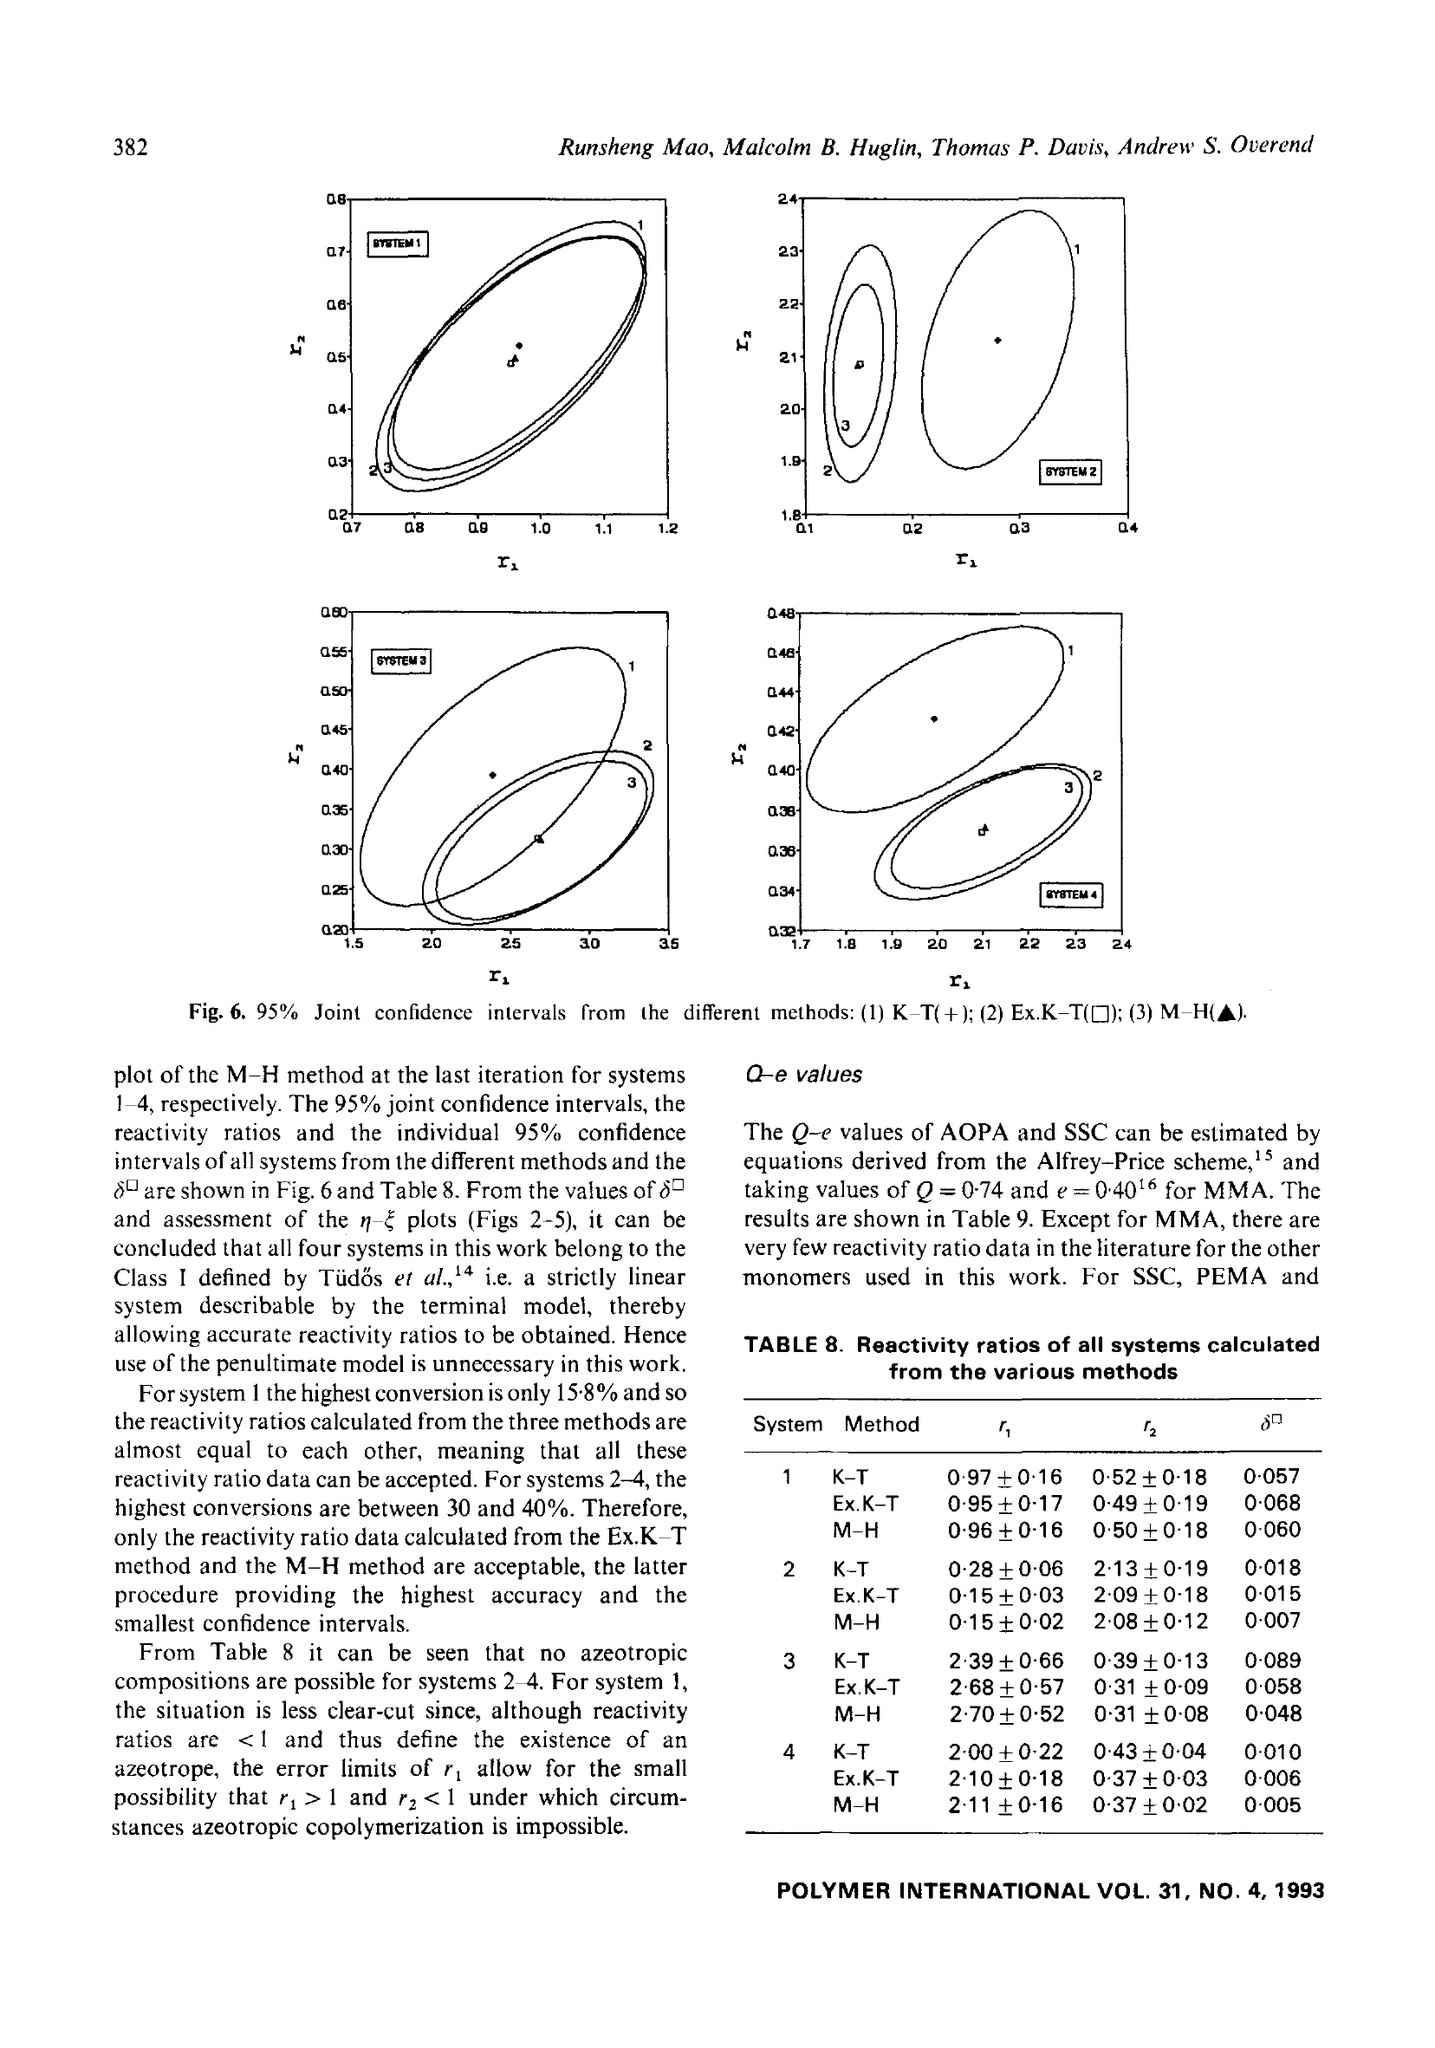 382
Runsheng Mao, Malcolm B. Huglin, Thomas P. Davis, Andrew S. Overend
0.8
0.7
0.6
0.5
0.4
0.3
0.2
0.7 0.8 0.9 1.0 1.1 1.2
SYSTEM 1
1
2 3
r₂
r₁
2.4
2.3
2.2
2.1
2.0
1.9
1.8
0.1 0.2 0.3 0.4
SYSTEM 2
1
3
2
r₂
r₁
0.60
0.55
0.50
0.45
0.40
0.35
0.30
0.25
0.20
1.5 2.0 2.5 3.0 3.5
SYSTEM 3
1
2
3
r₂
r₁
0.48
0.46
0.44
0.42
0.40
0.38
0.36
0.34
0.32
1.7 1.8 1.9 2.0 2.1 2.2 2.3 2.4
SYSTEM 4
1
2
3
r₂
r₁
Fig. 6. 95% Joint confidence intervals from the different methods: (1) K–T(+); (2) Ex.K–T(□); (3) M–H(▲).
plot of the M–H method at the last iteration for systems
1–4, respectively. The 95% joint confidence intervals, the
reactivity ratios and the individual 95% confidence
intervals of all systems from the different methods and the
δ□ are shown in Fig. 6 and Table 8. From the values of δ□
and assessment of the η–ξ plots (Figs 2–5), it can be
concluded that all four systems in this work belong to the
Class I defined by Tüdős et al.,¹⁴ i.e. a strictly linear
system describable by the terminal model, thereby
allowing accurate reactivity ratios to be obtained. Hence
use of the penultimate model is unnecessary in this work.
For system 1 the highest conversion is only 15·8% and so
the reactivity ratios calculated from the three methods are
almost equal to each other, meaning that all these
reactivity ratio data can be accepted. For systems 2–4, the
highest conversions are between 30 and 40%. Therefore,
only the reactivity ratio data calculated from the Ex.K–T
method and the M–H method are acceptable, the latter
procedure providing the highest accuracy and the
smallest confidence intervals.
From Table 8 it can be seen that no azeotropic
compositions are possible for systems 2–4. For system 1,
the situation is less clear-cut since, although reactivity
ratios are <1 and thus define the existence of an
azeotrope, the error limits of r₁ allow for the small
possibility that r₁ > 1 and r₂ < 1 under which circum-
stances azeotropic copolymerization is impossible.
Q–e values
The Q–e values of AOPA and SSC can be estimated by
equations derived from the Alfrey–Price scheme,¹⁵ and
taking values of Q = 0·74 and e = 0·40¹⁶ for MMA. The
results are shown in Table 9. Except for MMA, there are
very few reactivity ratio data in the literature for the other
monomers used in this work. For SSC, PEMA and
TABLE 8. Reactivity ratios of all systems calculated
from the various methods
System Method r₁ r₂ δ□
1 K–T 0·97 ± 0·16 0·52 ± 0·18 0·057
Ex.K–T 0·95 ± 0·17 0·49 ± 0·19 0·068
M–H 0·96 ± 0·16 0·50 ± 0·18 0·060
2 K–T 0·28 ± 0·06 2·13 ± 0·19 0·018
Ex.K–T 0·15 ± 0·03 2·09 ± 0·18 0·015
M–H 0·15 ± 0·02 2·08 ± 0·12 0·007
3 K–T 2·39 ± 0·66 0·39 ± 0·13 0·089
Ex.K–T 2·68 ± 0·57 0·31 ± 0·09 0·058
M–H 2·70 ± 0·52 0·31 ± 0·08 0·048
4 K–T 2·00 ± 0·22 0·43 ± 0·04 0·010
Ex.K–T 2·10 ± 0·18 0·37 ± 0·03 0·006
M–H 2·11 ± 0·16 0·37 ± 0·02 0·005
POLYMER INTERNATIONAL VOL. 31, NO. 4, 1993